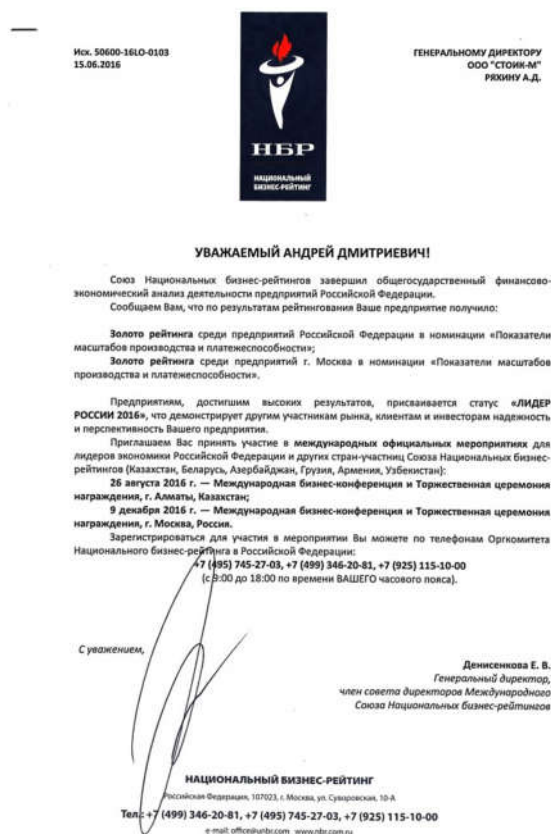 Исх. 50600-16LO-0103
15.06.2016
ГЕНЕРАЛЬНОМУ ДИРЕКТОРУ
ООО "СТОИК-М"
РЯХИНУ А.Д.
НБР
НАЦИОНАЛЬНЫЙ
БИЗНЕС-РЕЙТИНГ
УВАЖАЕМЫЙ АНДРЕЙ ДМИТРИЕВИЧ!
Союз Национальных бизнес-рейтингов завершил общегосударственный финансово-
экономический анализ деятельности предприятий Российской Федерации.
Сообщаем Вам, что по результатам рейтингования Ваше предприятие получило:
Золото рейтинга среди предприятий Российской Федерации в номинации «Показатели
масштабов производства и платежеспособности»;
Золото рейтинга среди предприятий г. Москва в номинации «Показатели масштабов
производства и платежеспособности».
Предприятиям, достигшим высоких результатов, присваивается статус «ЛИДЕР
РОССИИ 2016», что демонстрирует другим участникам рынка, клиентам и инвесторам надежность
и перспективность Вашего предприятия.
Приглашаем Вас принять участие в международных официальных мероприятиях для
лидеров экономики Российской Федерации и других стран-участниц Союза Национальных бизнес-
рейтингов (Казахстан, Беларусь, Азербайджан, Грузия, Армения, Узбекистан):
26 августа 2016 г. — Международная бизнес-конференция и Торжественная церемония
награждения, г. Алматы, Казахстан;
9 декабря 2016 г. — Международная бизнес-конференция и Торжественная церемония
награждения, г. Москва, Россия.
Зарегистрироваться для участия в мероприятии Вы можете по телефонам Оргкомитета
Национального бизнес-рейтинга в Российской Федерации:
+7 (495) 745-27-03, +7 (499) 346-20-81, +7 (925) 115-10-00
(с 9:00 до 18:00 по времени ВАШЕГО часового пояса).
С уважением,
Денисенкова Е. В.
Генеральный директор,
член совета директоров Международного
Союза Национальных бизнес-рейтингов
НАЦИОНАЛЬНЫЙ БИЗНЕС-РЕЙТИНГ
Российская Федерация, 107023, г. Москва, ул. Суворовская, 10-А
Тел.: +7 (499) 346-20-81, +7 (495) 745-27-03, +7 (925) 115-10-00
e-mail: office@unbr.com www.nbr.com.ru